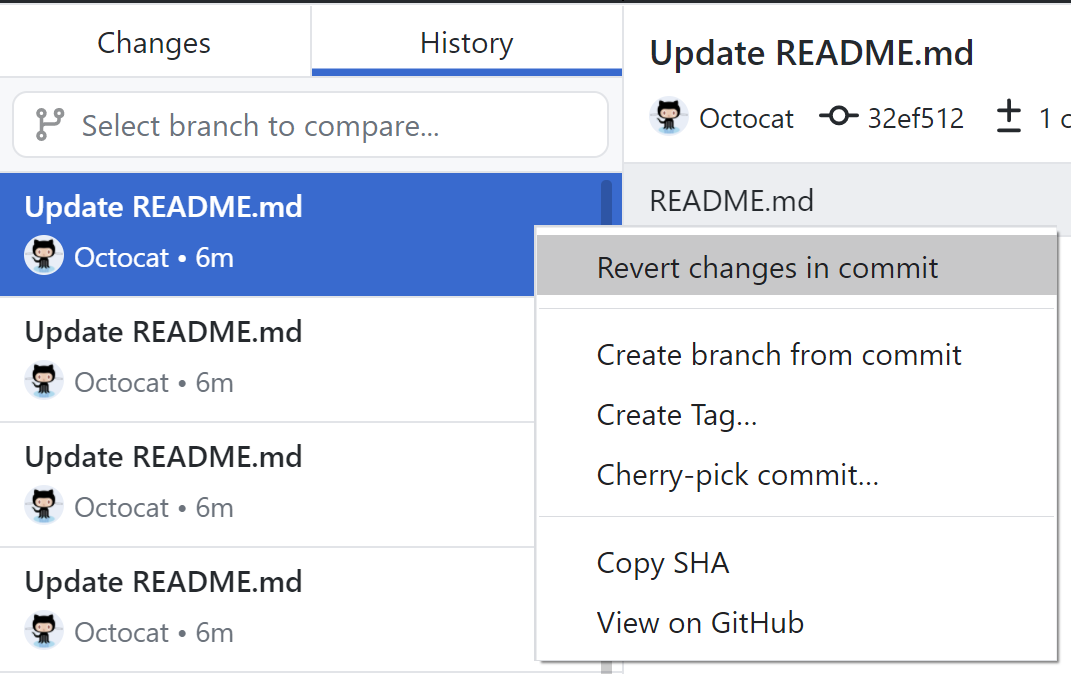 Changes
History
Select branch to compare...
Update README.md
Octocat • 6m
Update README.md
Octocat • 6m
Update README.md
Octocat • 6m
Update README.md
Octocat • 6m
Update README.md
Octocat 32ef512 1
README.md
Revert changes in commit
Create branch from commit
Create Tag...
Cherry-pick commit...
Copy SHA
View on GitHub